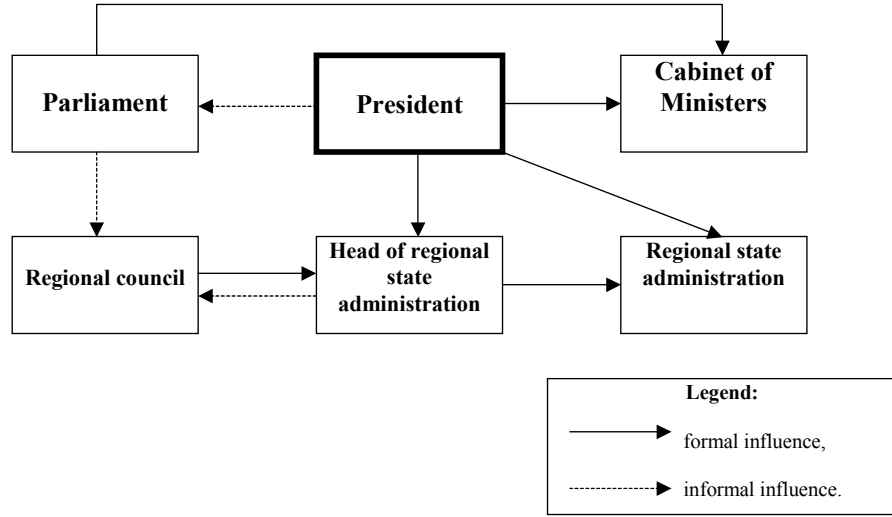 Parliament
President
Cabinet of
Ministers
Regional council
Head of regional
state
administration
Regional state
administration
Legend:
formal influence,
informal influence.